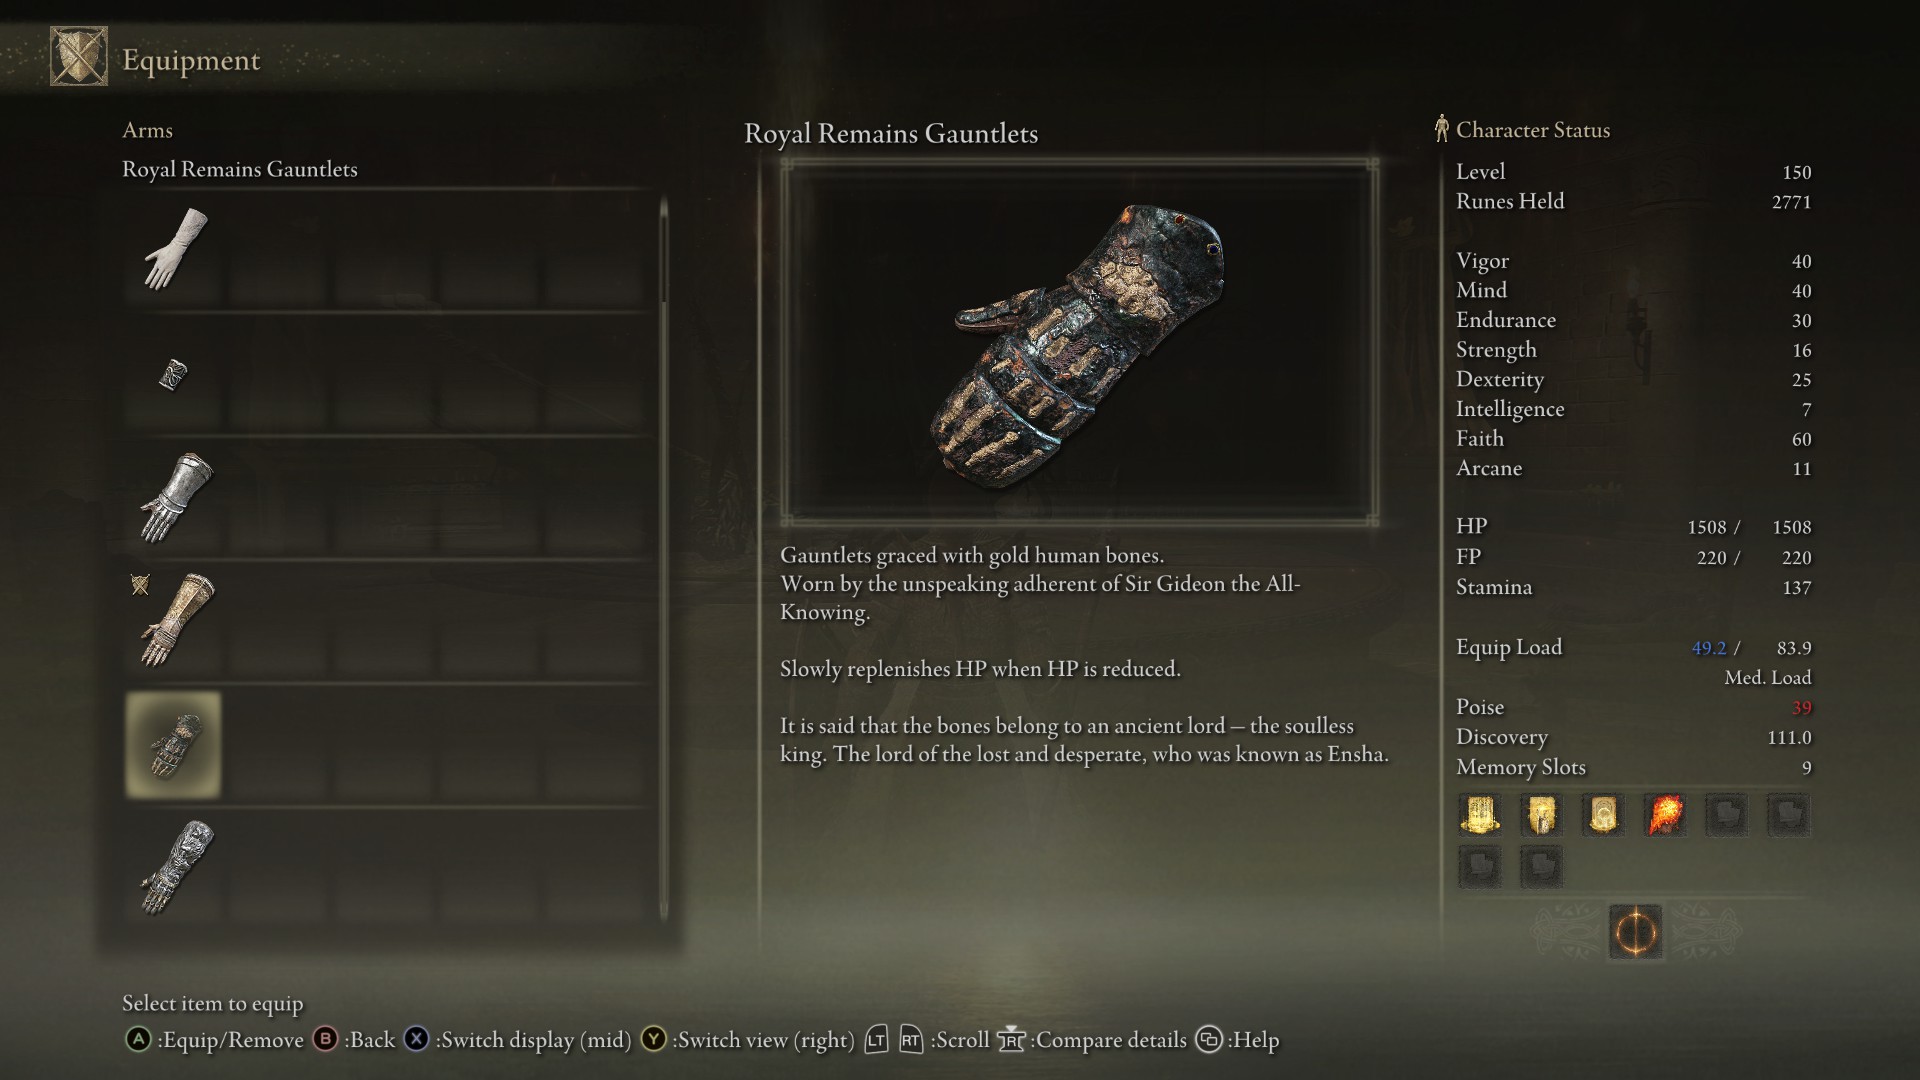 Equipment
Arms
Royal Remains Gauntlets
Royal Remains Gauntlets
Gauntlets graced with gold human bones.
Worn by the unspeaking adherent of Sir Gideon the All-
Knowing.
Slowly replenishes HP when HP is reduced.
It is said that the bones belong to an ancient lord – the soulless
king. The lord of the lost and desperate, who was known as Ensha.
Character Status
Level 150
Runes Held 2771
Vigor 40
Mind 40
Endurance 30
Strength 16
Dexterity 25
Intelligence 7
Faith 60
Arcane 11
HP 1508 / 1508
FP 220 / 220
Stamina 137
Equip Load 49.2 / 83.9
Med. Load
Poise 39
Discovery 111.0
Memory Slots 9
Select item to equip
A :Equip/Remove B :Back X :Switch display (mid) Y :Switch view (right) LT RT :Scroll R :Compare details :Help